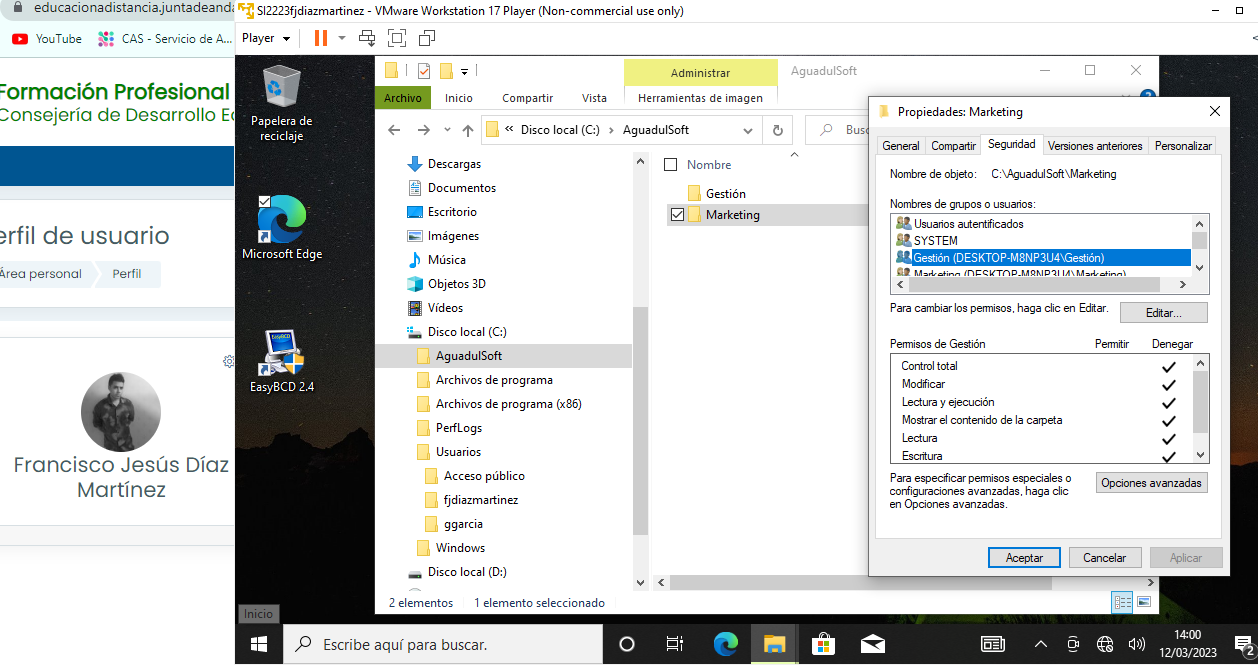 educacionadistancia.juntadeanda
YouTube
CAS - Servicio de A...
Formación Profesional
Consejería de Desarrollo Ec
erfil de usuario
Área personal
Perfil
Francisco Jesús Díaz
Martínez
SI2223fjdiazmartinez - VMware Workstation 17 Player (Non-commercial use only)
Player
Papelera de
reciclaje
Microsoft Edge
EasyBCD
EasyBCD 2.4
Administrar
AguadulSoft
Archivo
Inicio
Compartir
Vista
Herramientas de imagen
« Disco local (C:) › AguadulSoft
Busc
Descargas
Documentos
Escritorio
Imágenes
Música
Objetos 3D
Vídeos
Disco local (C:)
AguadulSoft
Archivos de programa
Archivos de programa (x86)
PerfLogs
Usuarios
Acceso público
fjdiazmartinez
ggarcia
Windows
Disco local (D:)
Nombre
Gestión
Marketing
2 elementos
1 elemento seleccionado
Propiedades: Marketing
General
Compartir
Seguridad
Versiones anteriores
Personalizar
Nombre de objeto: C:\AguadulSoft\Marketing
Nombres de grupos o usuarios:
Usuarios autentificados
SYSTEM
Gestión (DESKTOP-M8NP3U4\Gestión)
Marketing (DESKTOP-M8NP3U4\Marketing)
Para cambiar los permisos, haga clic en Editar.
Editar...
Permisos de Gestión
Permitir
Denegar
Control total
Modificar
Lectura y ejecución
Mostrar el contenido de la carpeta
Lectura
Escritura
Para especificar permisos especiales o
configuraciones avanzadas, haga clic
en Opciones avanzadas.
Opciones avanzadas
Aceptar
Cancelar
Aplicar
Inicio
Escribe aquí para buscar.
14:00
12/03/2023
2